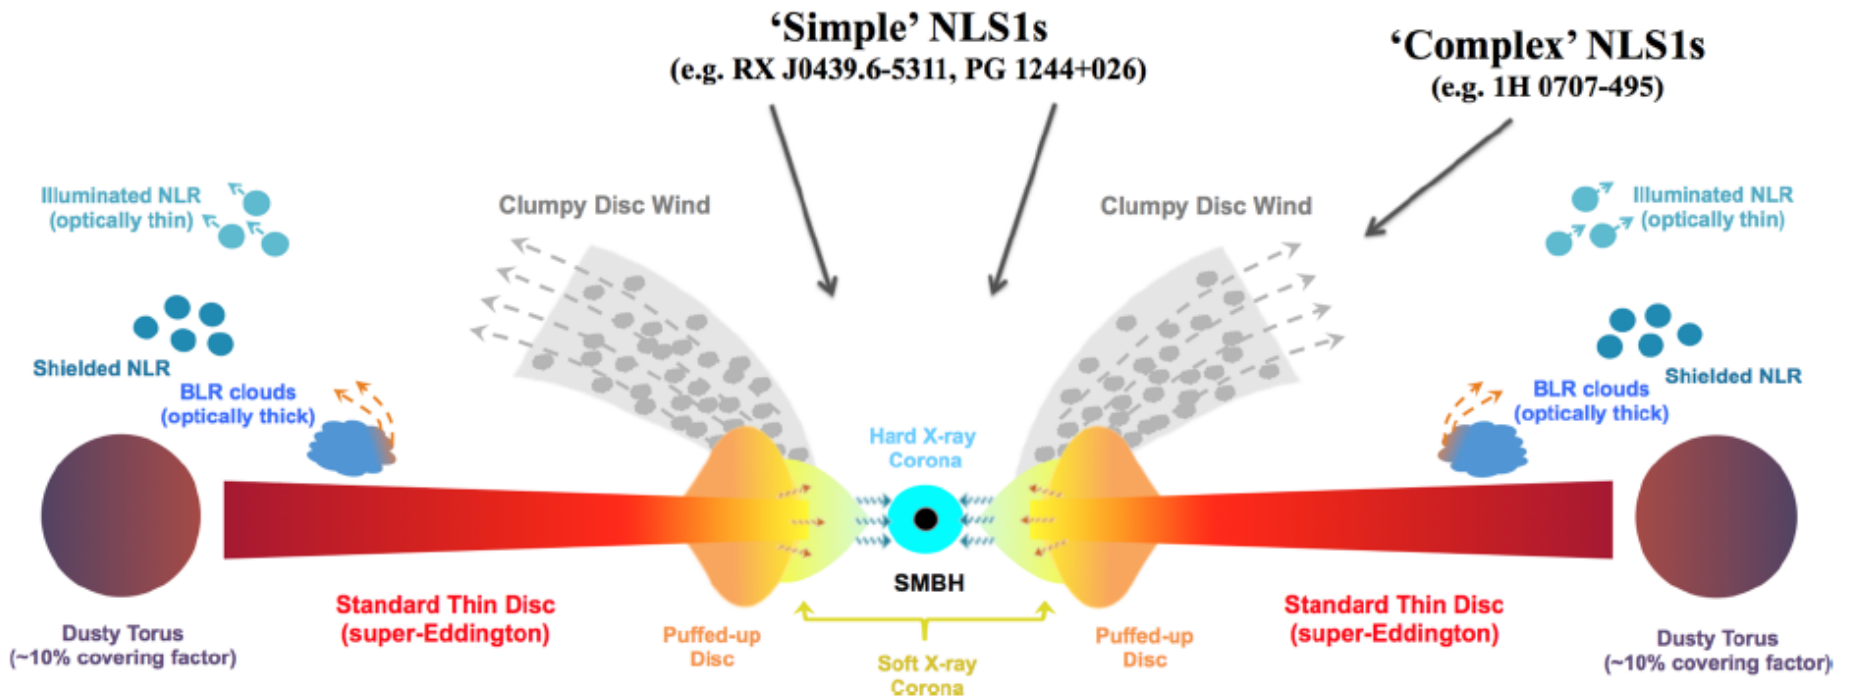 ‘Simple’ NLS1s
(e.g. RX J0439.6-5311, PG 1244+026)
‘Complex’ NLS1s
(e.g. 1H 0707-495)
Illuminated NLR
(optically thin)
Clumpy Disc Wind
Clumpy Disc Wind
Illuminated NLR
(optically thin)
Shielded NLR
BLR clouds
(optically thick)
Hard X-ray
Corona
BLR clouds
(optically thick)
Shielded NLR
SMBH
Standard Thin Disc
(super-Eddington)
Standard Thin Disc
(super-Eddington)
Dusty Torus
(~10% covering factor)
Puffed-up
Disc
Soft X-ray
Corona
Puffed-up
Disc
Dusty Torus
(~10% covering factor)